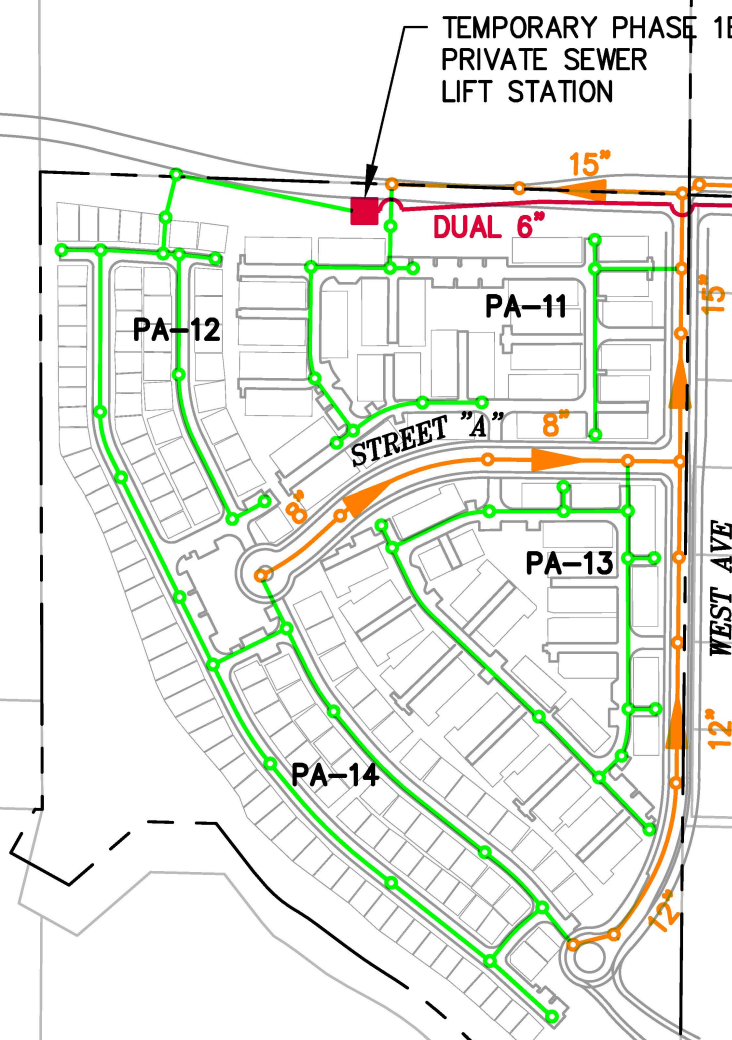 TEMPORARY PHASE 1B
PRIVATE SEWER
LIFT STATION
15"
DUAL 6"
15"
PA-11
PA-12
STREET "A"
8"
8"
PA-13
WEST AVE
12"
PA-14
12"